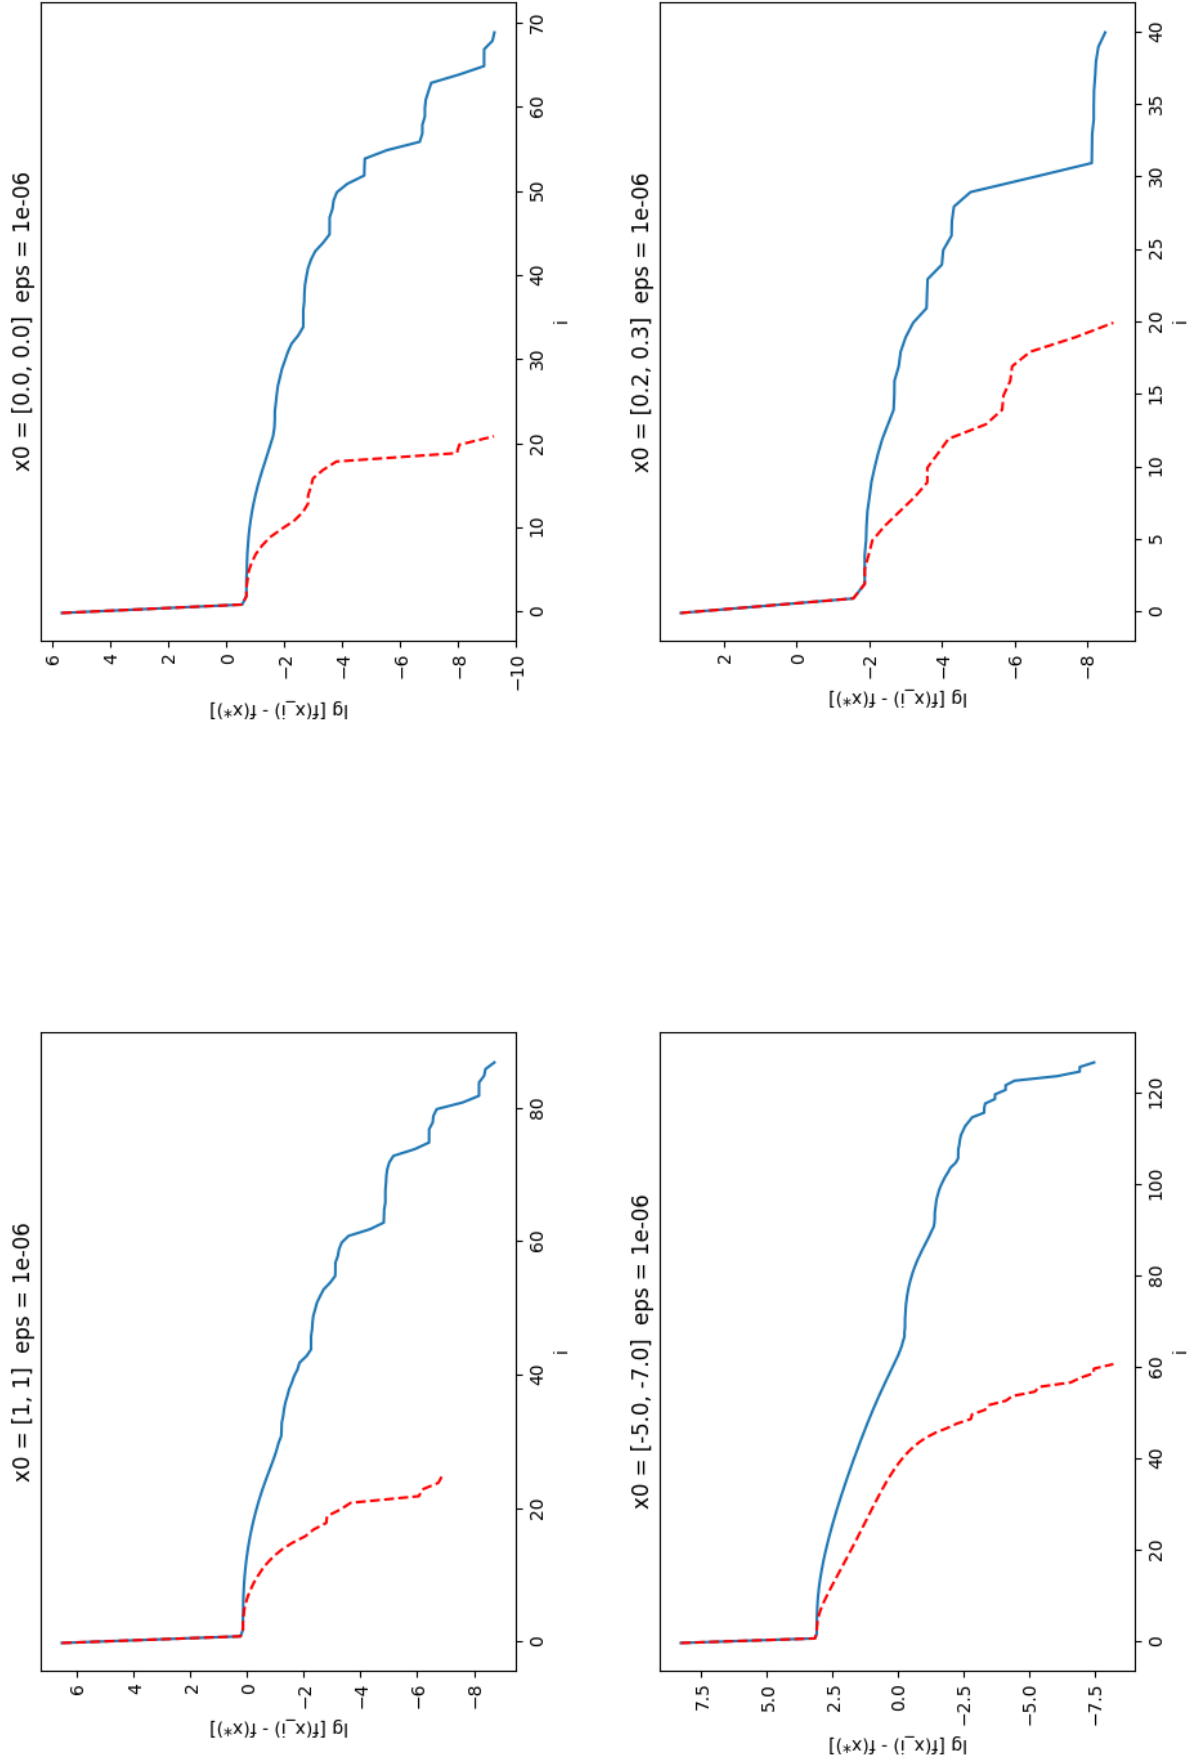 x0 = [1, 1] eps = 1e-06
lg [f(x_i) - f(x*)]
6
4
2
0
−2
−4
−6
−8
0 20 40 60 80
i
x0 = [0.0, 0.0] eps = 1e-06
lg [f(x_i) - f(x*)]
6
4
2
0
−2
−4
−6
−8
−10
0 10 20 30 40 50 60 70
i
x0 = [-5.0, -7.0] eps = 1e-06
lg [f(x_i) - f(x*)]
7.5
5.0
2.5
0.0
−2.5
−5.0
−7.5
0 20 40 60 80 100 120
i
x0 = [0.2, 0.3] eps = 1e-06
lg [f(x_i) - f(x*)]
2
0
−2
−4
−6
−8
0 5 10 15 20 25 30 35 40
i